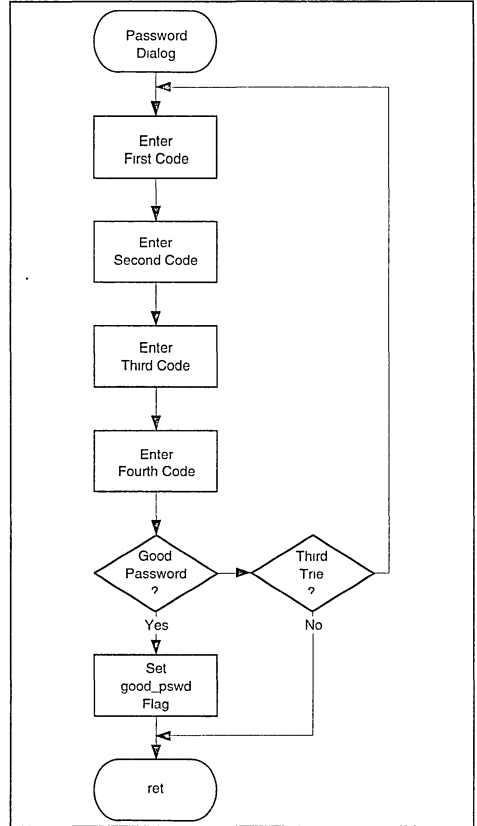 Password
Dialog
Enter
First Code
Enter
Second Code
Enter
Third Code
Enter
Fourth Code
Good
Password
?
Third
Trie
?
Yes
No
Set
good_pswd
Flag
ret